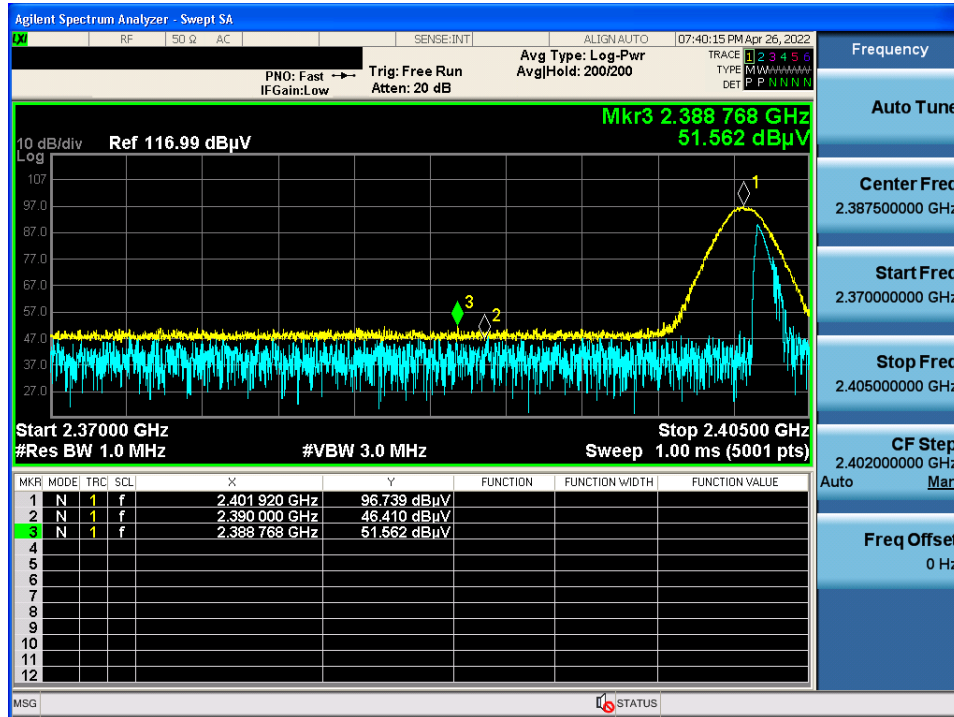 Agilent Spectrum Analyzer - Swept SA
LXI RF 50 Ω AC SENSE:INT ALIGN AUTO 07:40:15 PM Apr 26, 2022
PNO: Fast Trig: Free Run Avg Type: Log-Pwr TRACE 1 2 3 4 5 6
IFGain:Low Atten: 20 dB Avg|Hold: 200/200 TYPE MWWWWW
DET P P N N N N
Mkr3 2.388 768 GHz
51.562 dBµV
10 dB/div Ref 116.99 dBµV
Log
107
97.0
87.0
77.0
67.0
57.0
47.0
37.0
27.0
1
3
2
Start 2.37000 GHz Stop 2.40500 GHz
#Res BW 1.0 MHz #VBW 3.0 MHz Sweep 1.00 ms (5001 pts)
MKR MODE TRC SCL X Y FUNCTION FUNCTION WIDTH FUNCTION VALUE
1 N 1 f 2.401 920 GHz 96.739 dBµV
2 N 1 f 2.390 000 GHz 46.410 dBµV
3 N 1 f 2.388 768 GHz 51.562 dBµV
4
5
6
7
8
9
10
11
12
MSG STATUS
Frequency
Auto Tune
Center Freq
2.387500000 GHz
Start Freq
2.370000000 GHz
Stop Freq
2.405000000 GHz
CF Step
2.402000000 GHz
Auto Man
Freq Offset
0 Hz